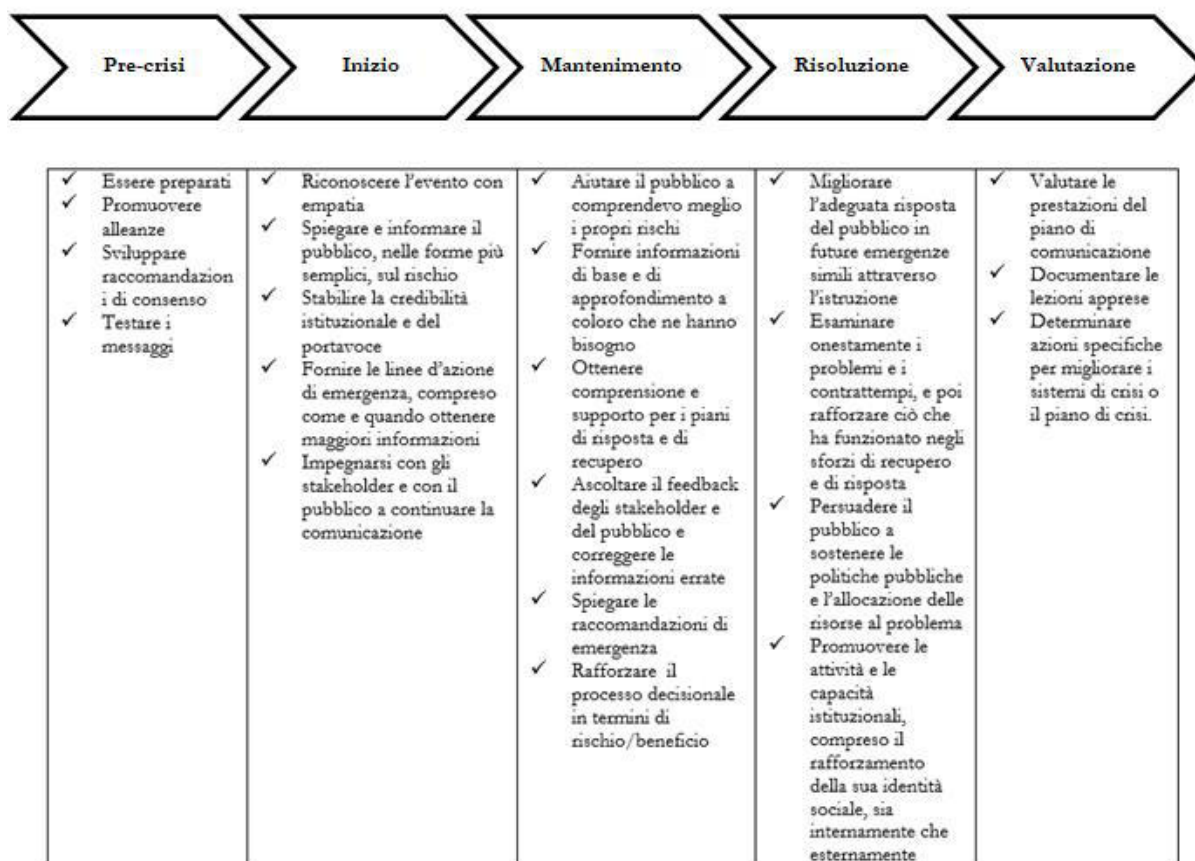 Pre-crisi
Inizio
Mantenimento
Risoluzione
Valutazione
✓ Essere preparati
✓ Promuovere
alleanze
✓ Sviluppare
raccomandazion
i di consenso
✓ Testare i
messaggi
✓ Riconoscere l'evento con
empatia
✓ Spiegare e informare il
pubblico, nelle forme più
semplici, sul rischio
✓ Stabilire la credibilità
istituzionale e del
portavoce
✓ Fornire le linee d'azione
di emergenza, compreso
come e quando ottenere
maggiori informazioni
✓ Impegnarsi con gli
stakeholder e con il
pubblico a continuare la
comunicazione
✓ Aiutare il pubblico a
comprendevo meglio
i propri rischi
✓ Fornire informazioni
di base e di
approfondimento a
coloro che ne hanno
bisogno
✓ Ottenere
comprensione e
supporto per i piani
di risposta e di
recupero
✓ Ascoltare il feedback
degli stakeholder e
del pubblico e
correggere le
informazioni errate
✓ Spiegare le
raccomandazioni di
emergenza
✓ Rafforzare il
processo decisionale
in termini di
rischio/beneficio
✓ Migliorare
l'adeguata risposta
del pubblico in
future emergenze
simili attraverso
l'istruzione
✓ Esaminare
onestamente i
problemi e i
contrattempi, e poi
rafforzare ciò che
ha funzionato negli
sforzi di recupero
e di risposta
✓ Persuadere il
pubblico a
sostenere le
politiche pubbliche
e l'allocazione delle
risorse al problema
✓ Promuovere le
attività e le
capacità
istituzionali,
compreso il
rafforzamento
della sua identità
sociale, sia
internamente che
esternamente
✓ Valutare le
prestazioni del
piano di
comunicazione
✓ Documentare le
lezioni apprese
✓ Determinare
azioni specifiche
per migliorare i
sistemi di crisi o
il piano di crisi.